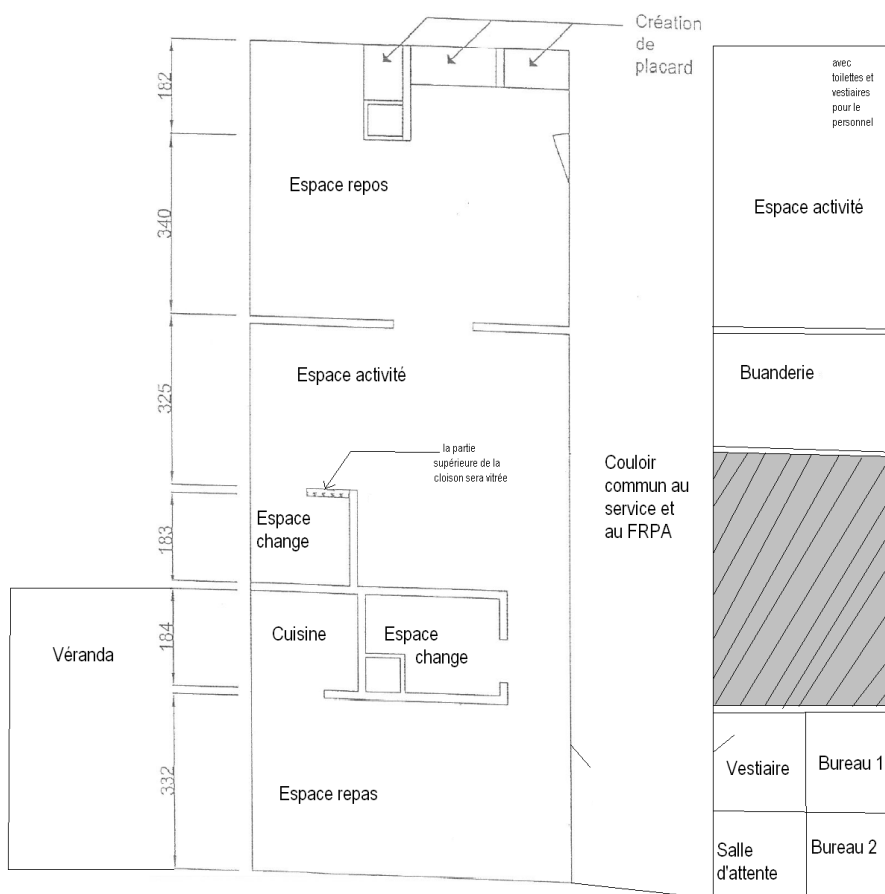 Création
de
placard
avec
toilettes et
vestiaires
pour le
personnel
182
Espace repos
Espace activité
340
Espace activité
325
Buanderie
la partie
supérieure de la
cloison sera vitrée
Couloir
commun au
service et
au FRPA
Espace
change
183
Véranda
184
Cuisine
Espace
change
332
Espace repas
Vestiaire
Bureau 1
Salle
d'attente
Bureau 2